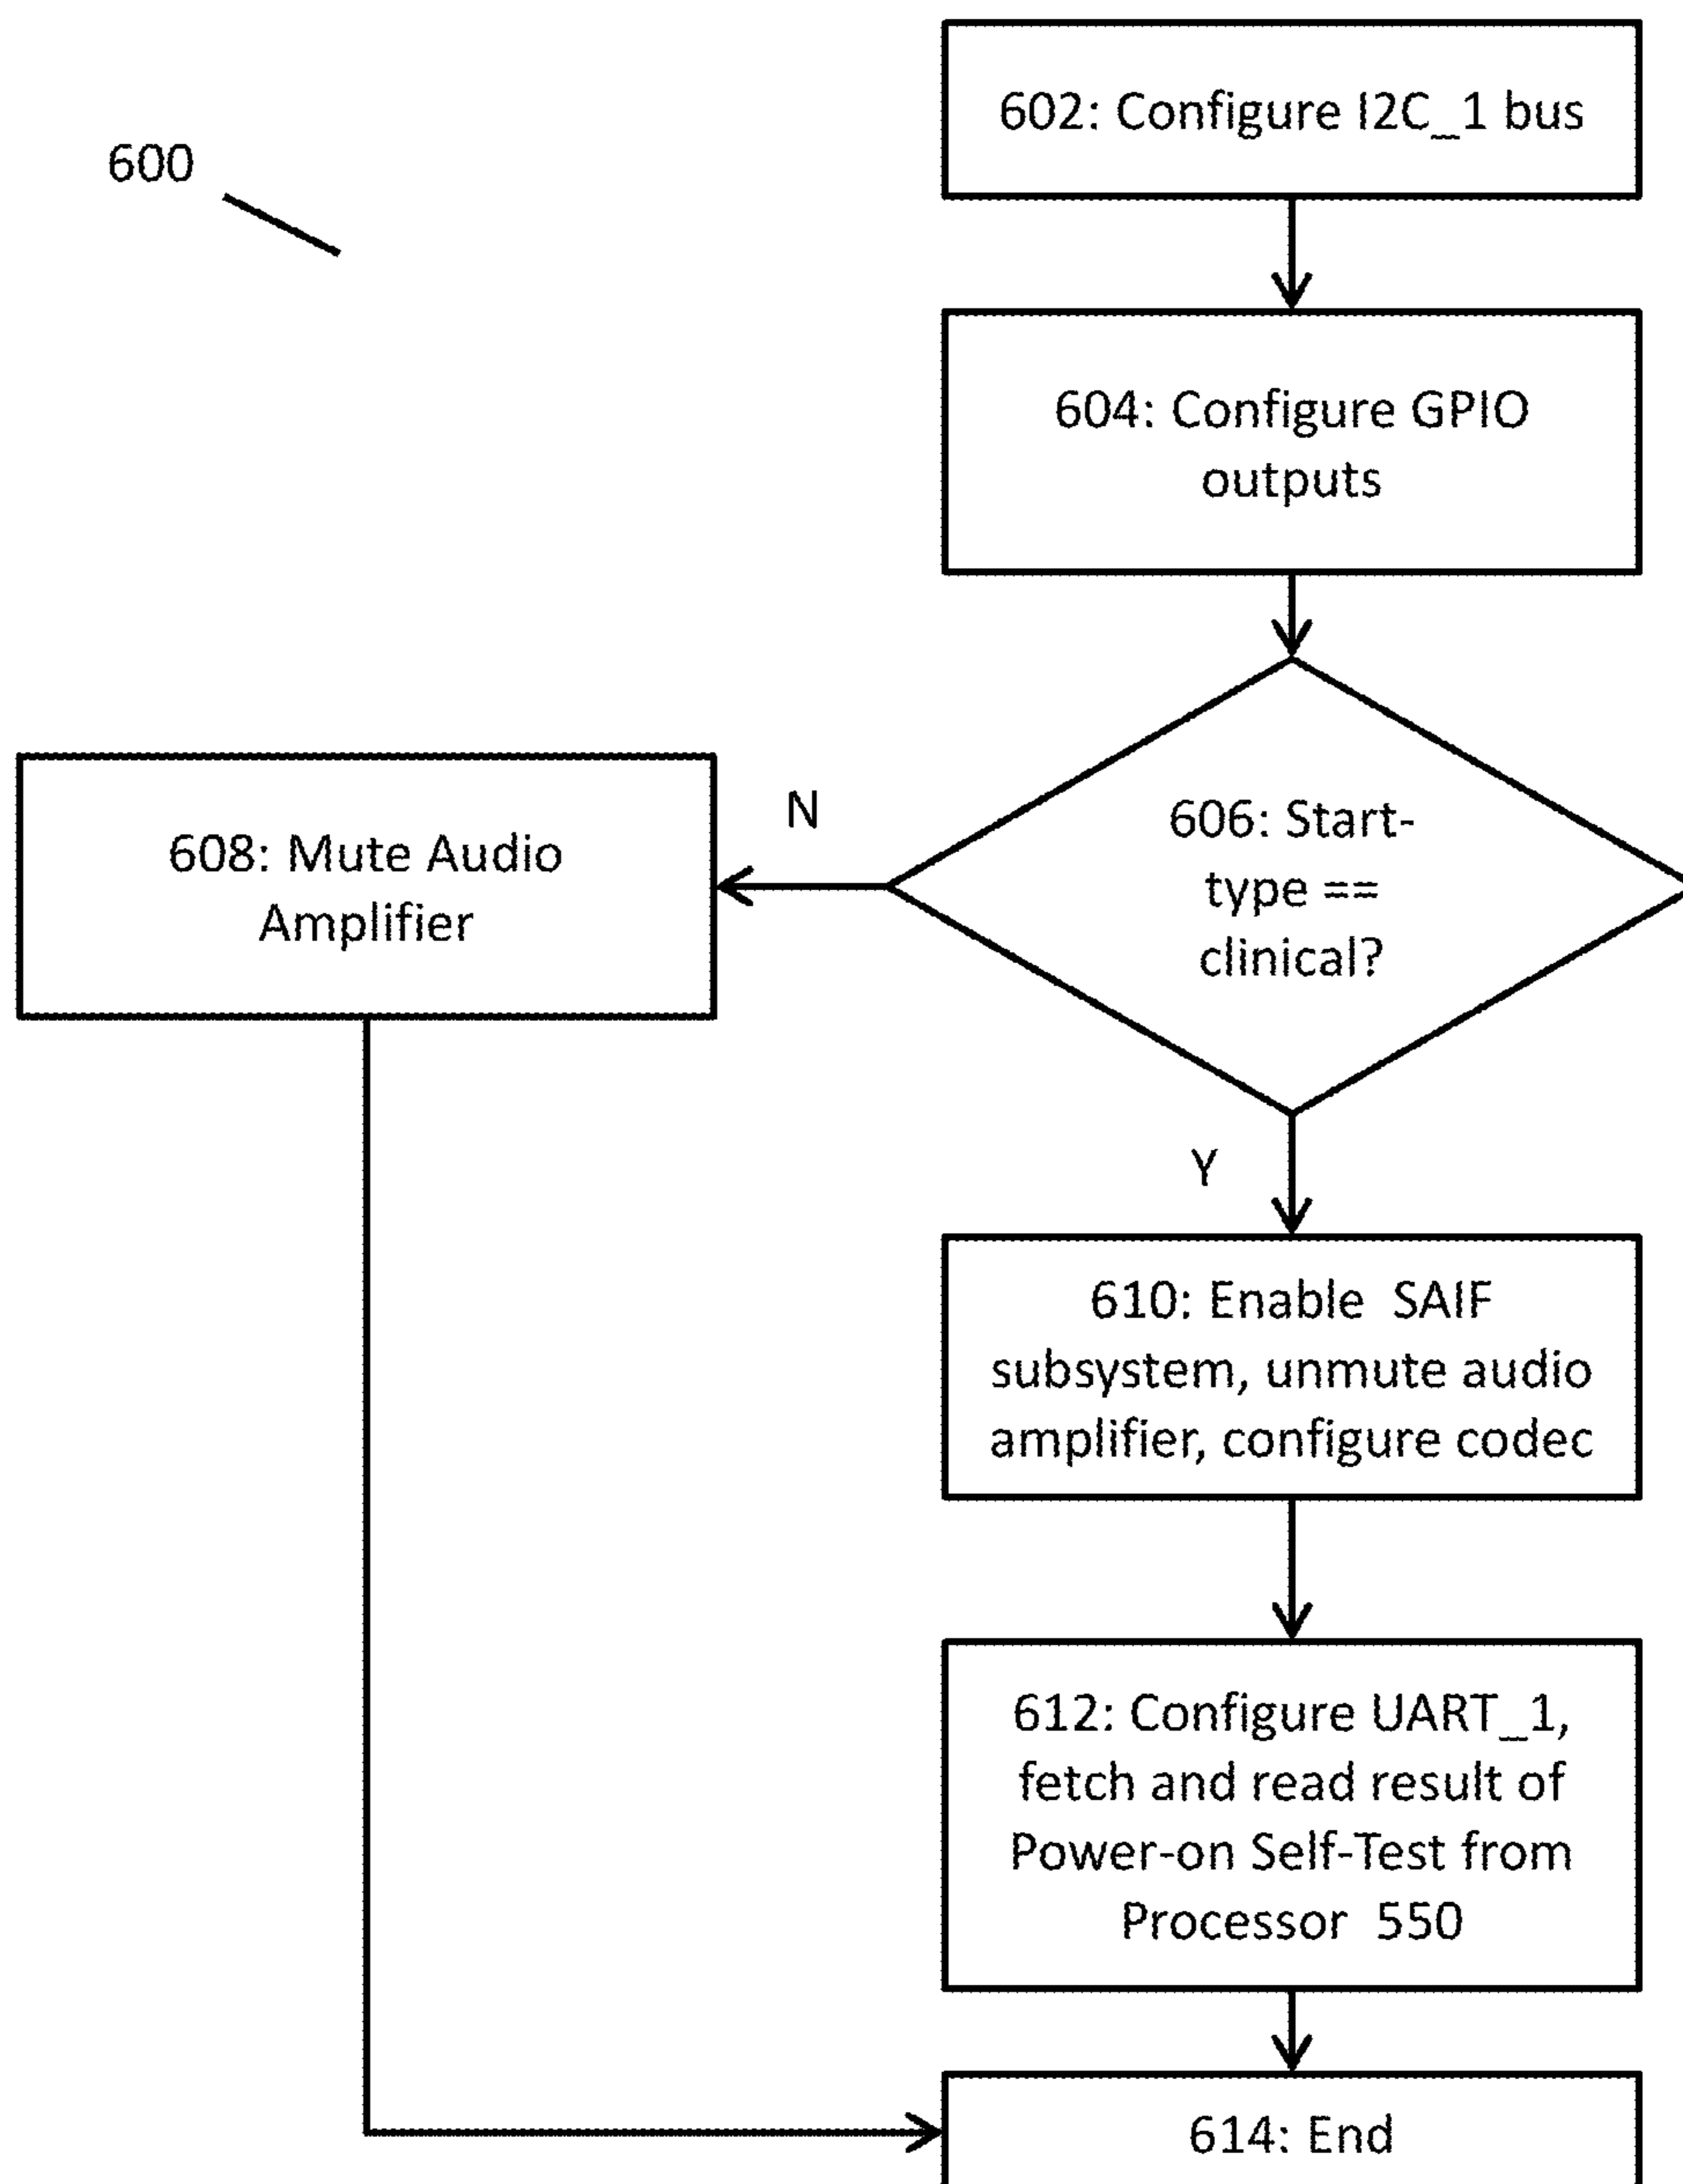 602: Configure I2C_1 bus
600
604: Configure GPIO
outputs
606: Start-
type ==
clinical?
N
608: Mute Audio
Amplifier
Y
610: Enable  SAIF
subsystem, unmute audio
amplifier, configure codec
612: Configure UART_1,
fetch and read result of
Power-on Self-Test from
Processor  550
614: End